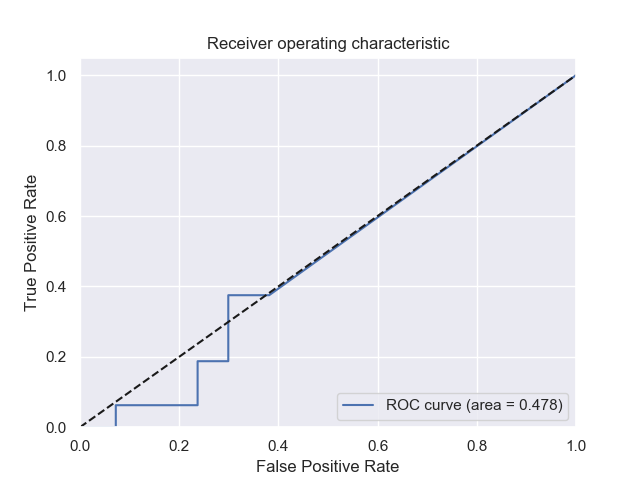 Receiver operating characteristic
1.0
0.8
0.6
0.4
0.2
0.0
True Positive Rate
ROC curve (area = 0.478)
0.0 0.2 0.4 0.6 0.8 1.0
False Positive Rate